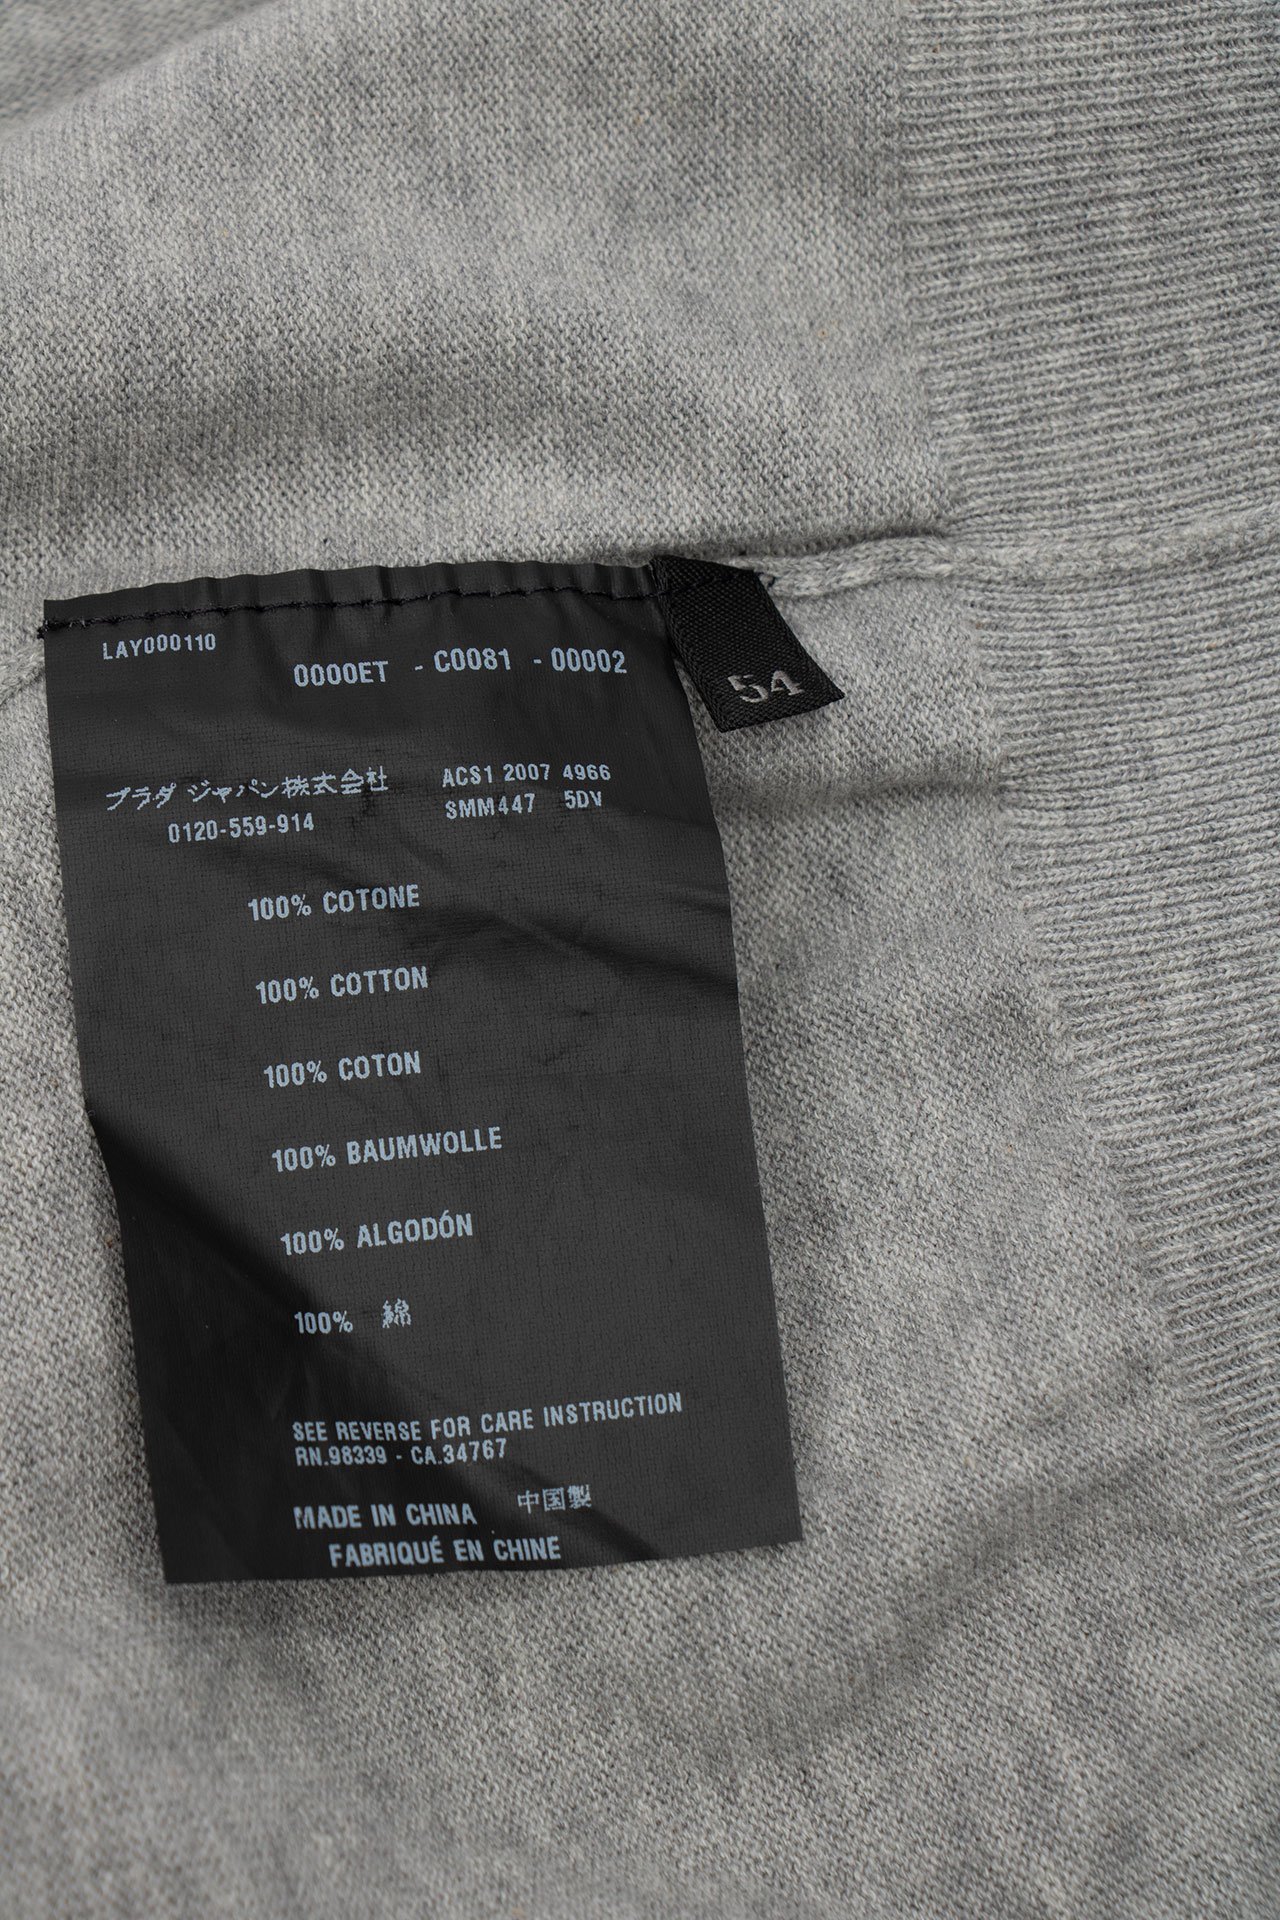 LAY000110
0000ET - C0081 - 00002
54
プラダ ジャパン株式会社
0120-559-914
ACS1 2007 4966
SMM447 5DV
100% COTONE
100% COTTON
100% COTON
100% BAUMWOLLE
100% ALGODÓN
100% 綿
SEE REVERSE FOR CARE INSTRUCTION
RN.98339 - CA.34767
MADE IN CHINA 中国製
FABRIQUÉ EN CHINE